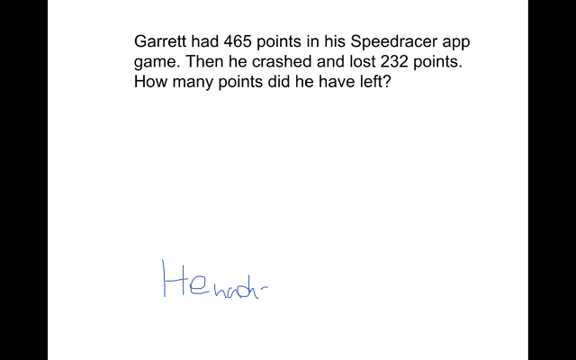 Garrett had 465 points in his Speedracer app
game. Then he crashed and lost 232 points.
How many points did he have left?
He